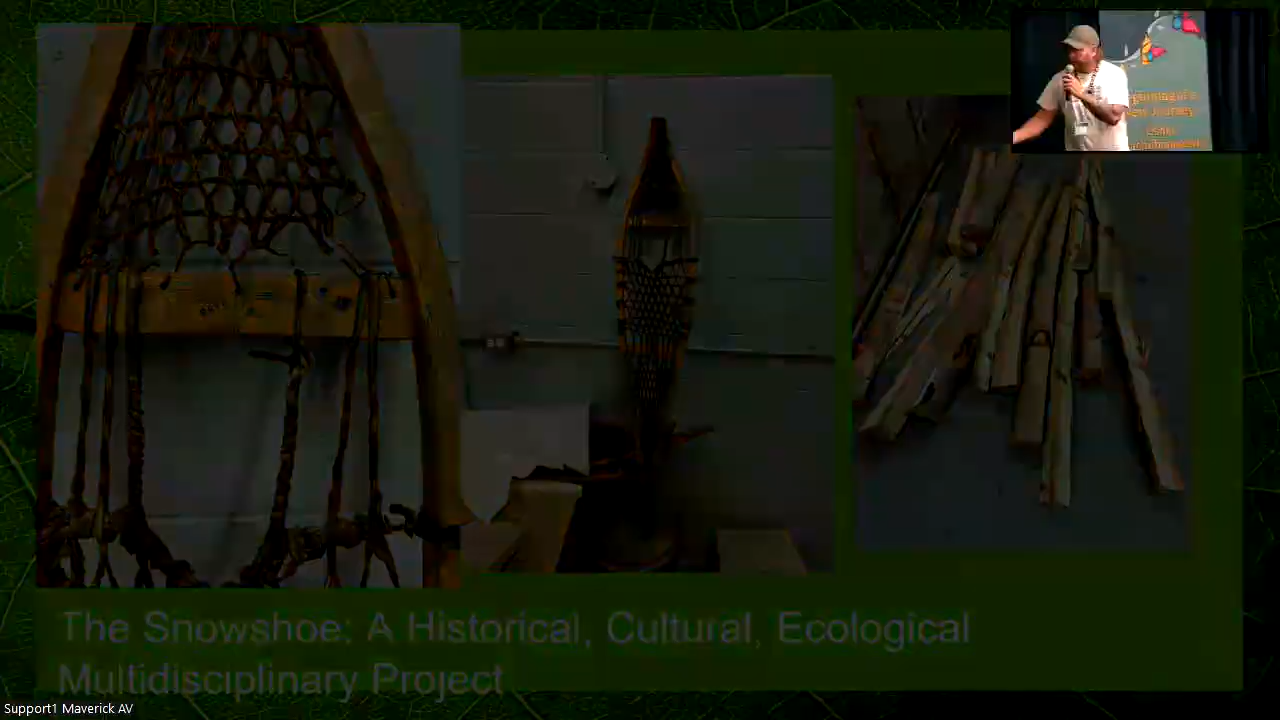 The Snowshoe: A Historical, Cultural, Ecological
Multidisciplinary Project
Support1 Maverick AV